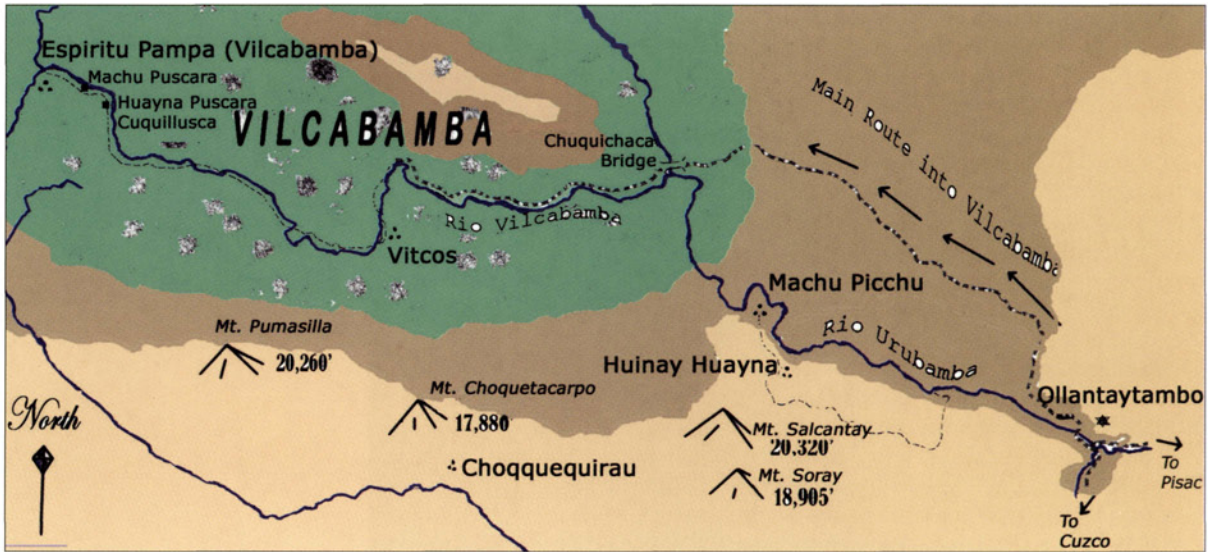 Espiritu Pampa (Vilcabamba)
Machu Puscara
Huayna Puscara
Cuquillusca
VILCABAMBA
Chuquichaca
Bridge
Main Route into Vilcabamba
Rio Vilcabamba
Vitcos
Machu Picchu
Rio Urubamba
Mt. Pumasilla
20,260'
Huinay Huayna
Mt. Choquetacarpo
17,880
Ollantaytambo
North
Mt. Salcantay
20,320'
Choqquequirau
Mt. Soray
18,905'
To
Pisac
To
Cuzco